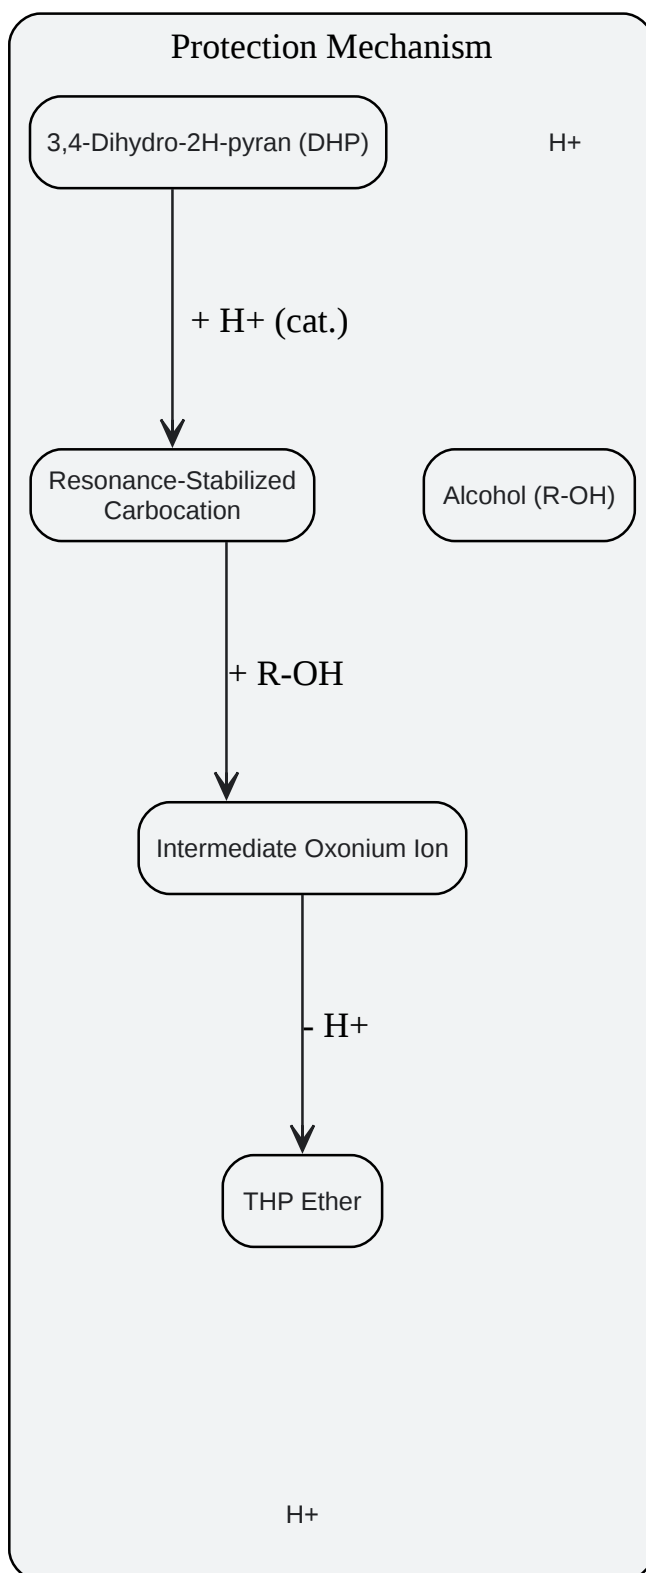 Protection Mechanism
3,4-Dihydro-2H-pyran (DHP)
H+
+ H+ (cat.)
Resonance-Stabilized
Carbocation
Alcohol (R-OH)
+ R-OH
Intermediate Oxonium Ion
- H+
THP Ether
H+